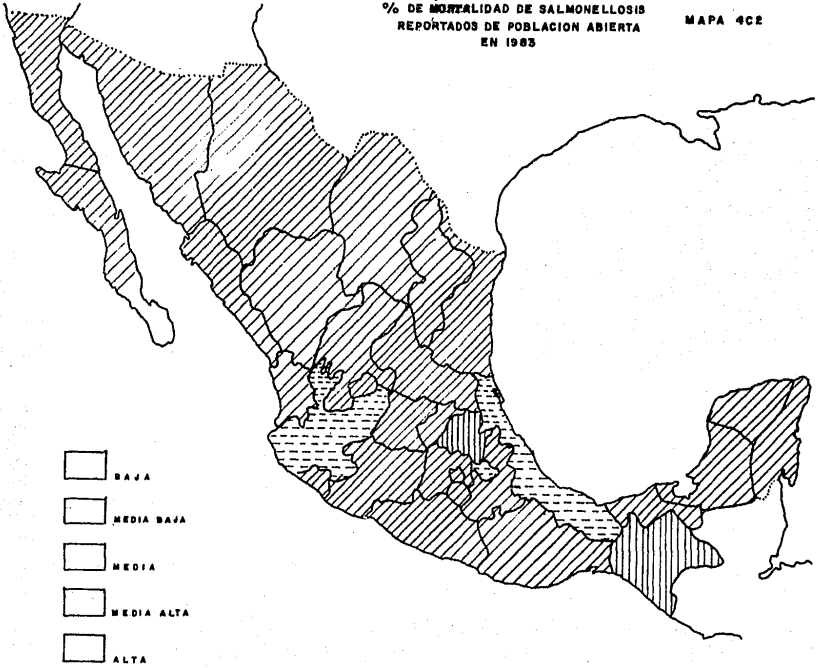 % DE MORTALIDAD DE SALMONELLOSIS
REPORTADOS DE POBLACION ABIERTA
EN 1983
MAPA 4C2
BAJA
MEDIA BAJA
MEDIA
MEDIA ALTA
ALTA